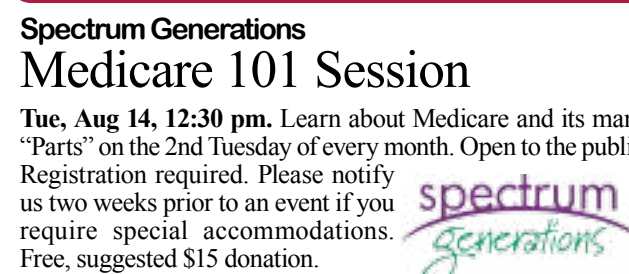 Spectrum Generations
Medicare 101 Session
Tue, Aug 14, 12:30 pm. Learn about Medicare and its
“Parts” on the 2nd Tuesday of every month. Open to the
Registration required. Please notify
us two weeks prior to an event if you
require special accommodations.
Free, suggested $15 donation.
spectrum
generations